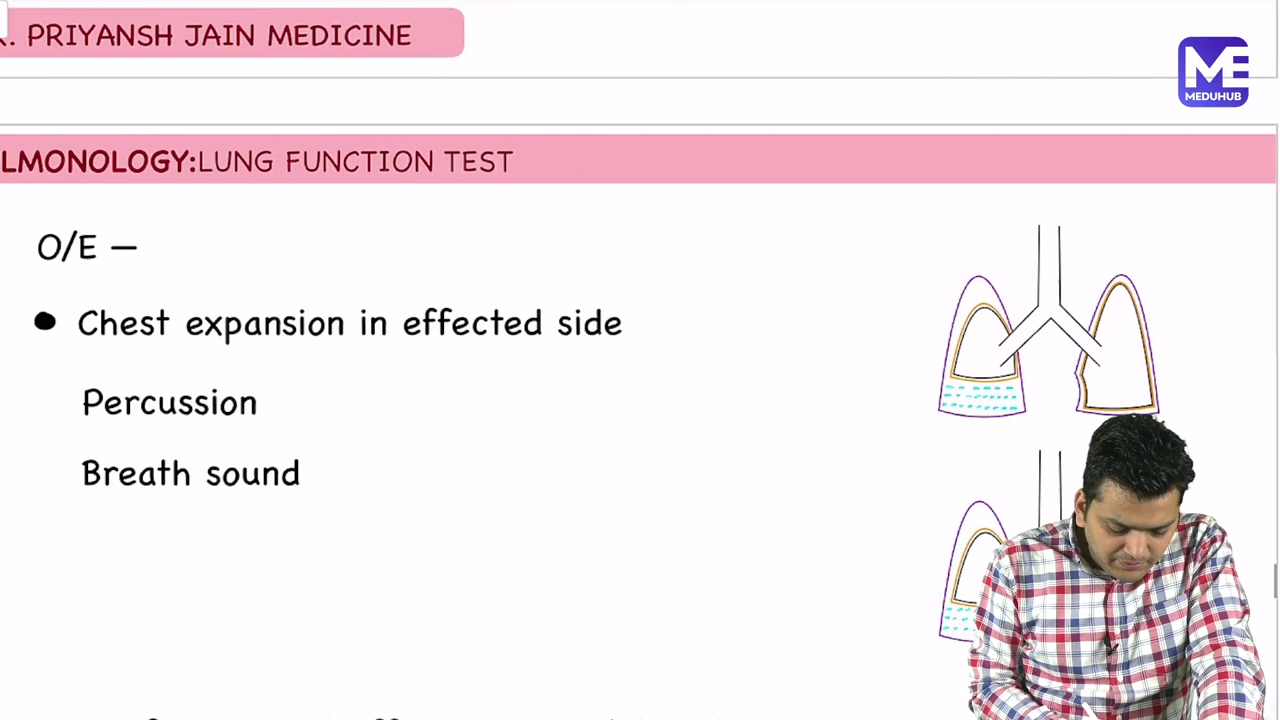 PRIYANSH JAIN MEDICINE
ME
MEDUHUB
LMONOLOGY:LUNG FUNCTION TEST
O/E —
• Chest expansion in effected side
Percussion
Breath sound